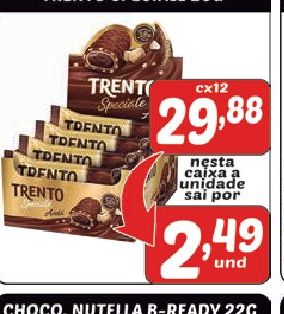 TRENTO
Speciale
cx12
29,88
TRENTO
TRENTO
TRENTO
TRENTO
TRENTO
Speciale
nesta
caixa a
unidade
sai por
2,49
und
CHOCO. NUTELLA B-READY 22G